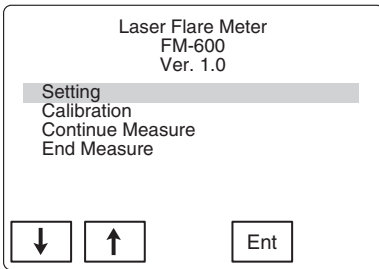 Laser Flare Meter
FM-600
Ver. 1.0
Setting
Calibration
Continue Measure
End Measure
↓ ↑ Ent